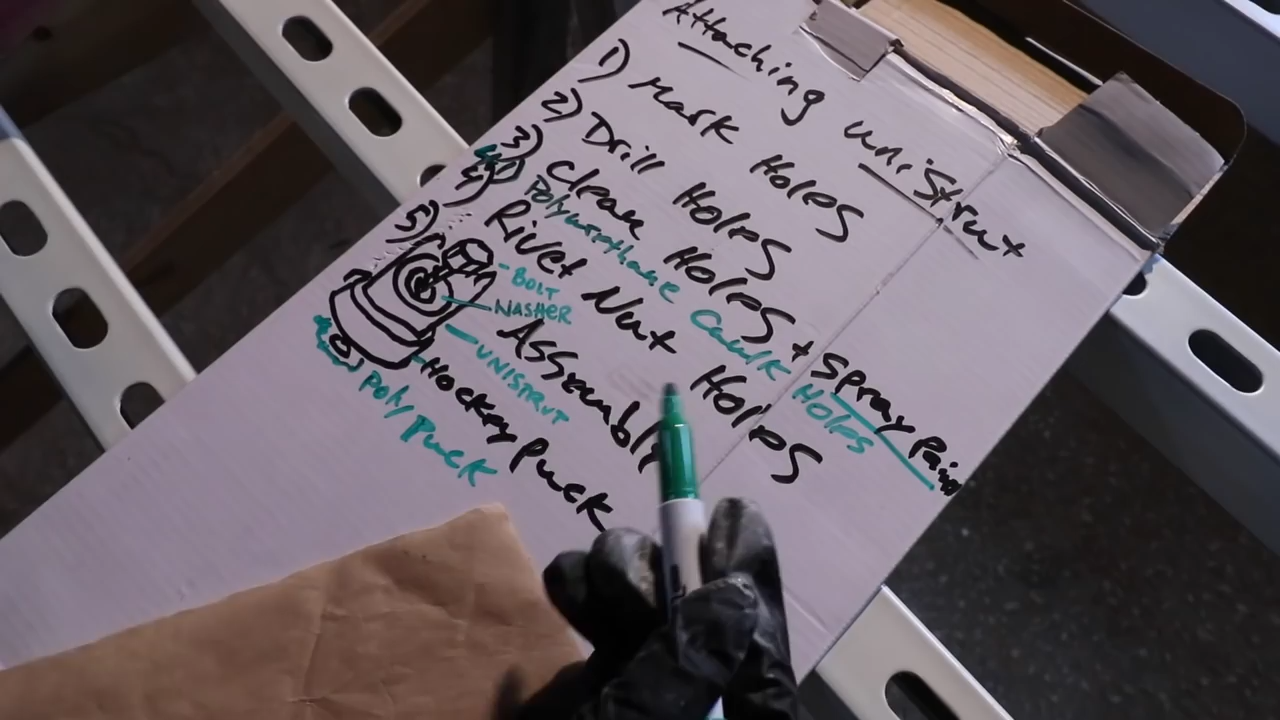 Attaching unistrut
1) Mark Holes
2) Drill Holes
3) Clean Holes + Spray Paint
Polyurethane Caulk Holes
4) Rivet Nut Holes
5) Assembly
BOLT
WASHER
UNISTRUT
Hockey Puck
Poly Puck